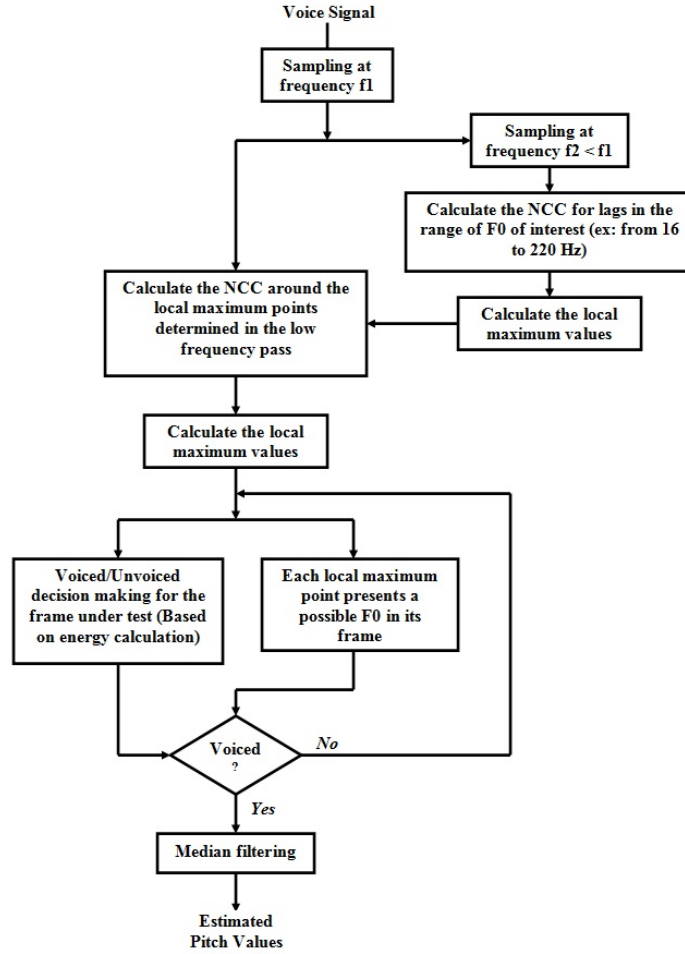 Voice Signal
Sampling at
frequency f1
Sampling at
frequency f2 < f1
Calculate the NCC for lags in the
range of F0 of interest (ex: from 16
to 220 Hz)
Calculate the NCC around the
local maximum points
determined in the low
frequency pass
Calculate the local
maximum values
Calculate the local
maximum values
Voiced/Unvoiced
decision making for the
frame under test (Based
on energy calculation)
Each local maximum
point presents a
possible F0 in its
frame
Voiced
?
No
Yes
Median filtering
Estimated
Pitch Values